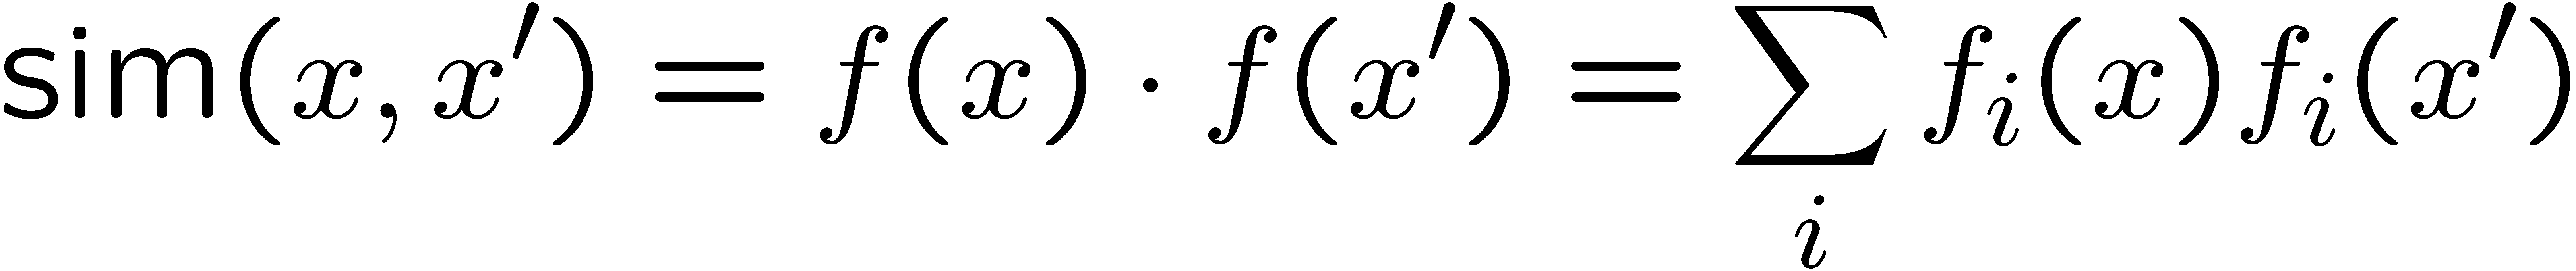 sim(x, x′) = f(x) · f(x′) = ∑ᵢ fᵢ(x)fᵢ(x′)